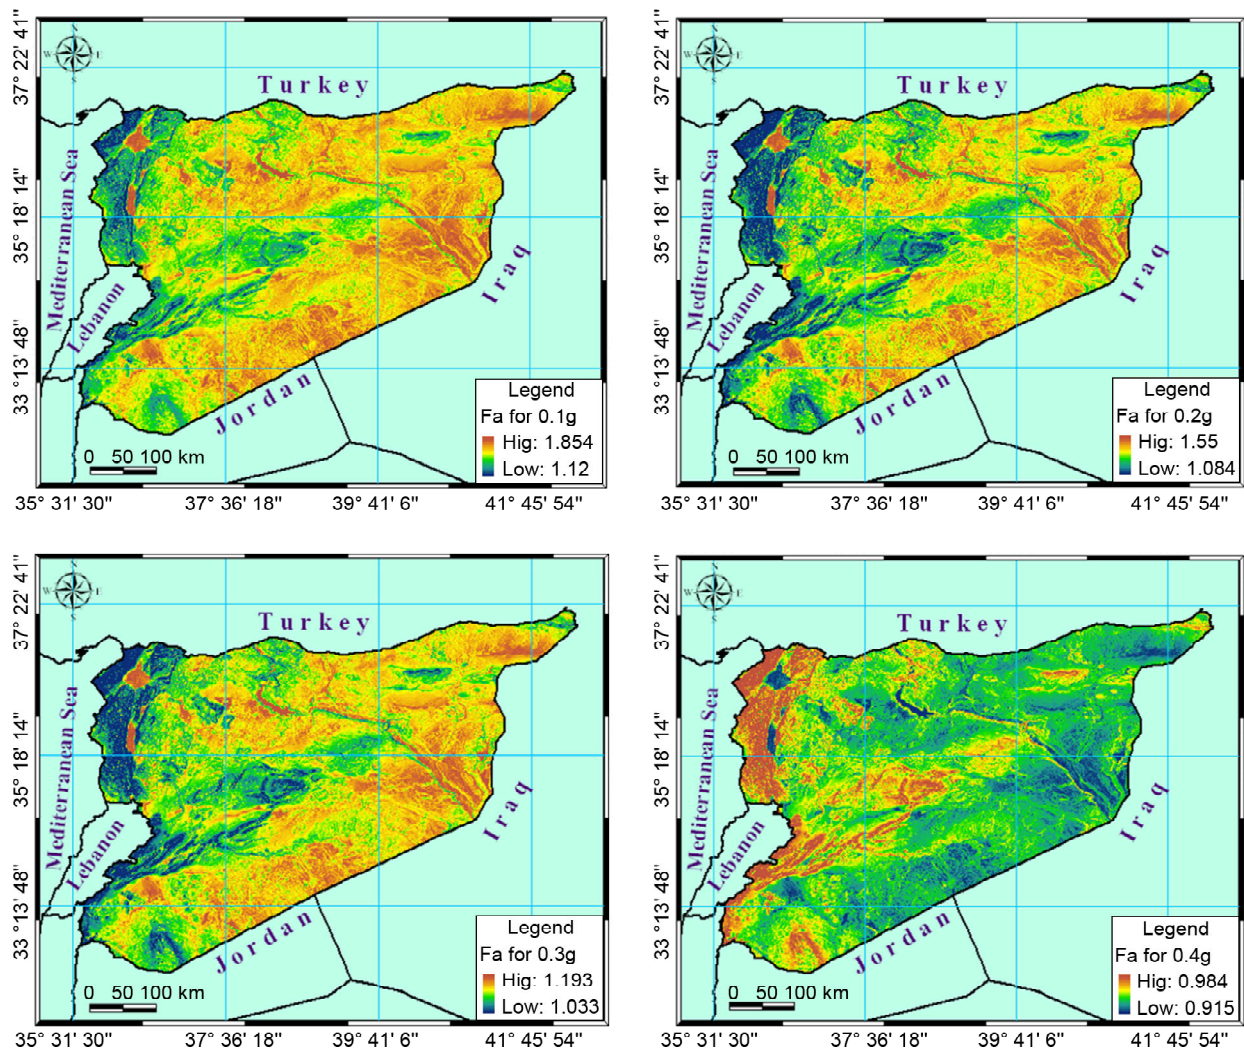 N
W E
S
37° 22' 41"
35° 18' 14"
33 °13' 48"
Turkey
Mediterranean Sea
Lebanon
Iraq
Jordan
Legend
Fa for 0.1g
Hig: 1.854
Low: 1.12
0 50 100 km
35° 31' 30" 37° 36' 18" 39° 41' 6" 41° 45' 54"
N
W E
S
37° 22' 41"
35° 18' 14"
33 °13' 48"
Turkey
Mediterranean Sea
Lebanon
Iraq
Jordan
Legend
Fa for 0.2g
Hig: 1.55
Low: 1.084
0 50 100 km
35° 31' 30" 37° 36' 18" 39° 41' 6" 41° 45' 54"
N
W E
S
37° 22' 41"
35° 18' 14"
33 °13' 48"
Turkey
Mediterranean Sea
Lebanon
Iraq
Jordan
Legend
Fa for 0.3g
Hig: 1.193
Low: 1.033
0 50 100 km
35° 31' 30" 37° 36' 18" 39° 41' 6" 41° 45' 54"
N
W E
S
37° 22' 41"
35° 18' 14"
33 °13' 48"
Turkey
Mediterranean Sea
Lebanon
Iraq
Jordan
Legend
Fa for 0.4g
Hig: 0.984
Low: 0.915
0 50 100 km
35° 31' 30" 37° 36' 18" 39° 41' 6" 41° 45' 54"